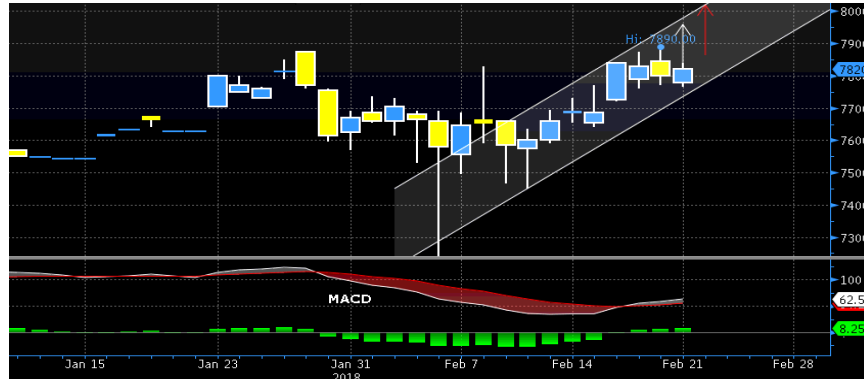 8000
Hi: 7890.00
7900
7820
7800
7700
7600
7500
7400
7300
MACD
100
62.5
8.25
Jan 15
Jan 23
Jan 31
Feb 7
Feb 14
Feb 21
Feb 28
2018